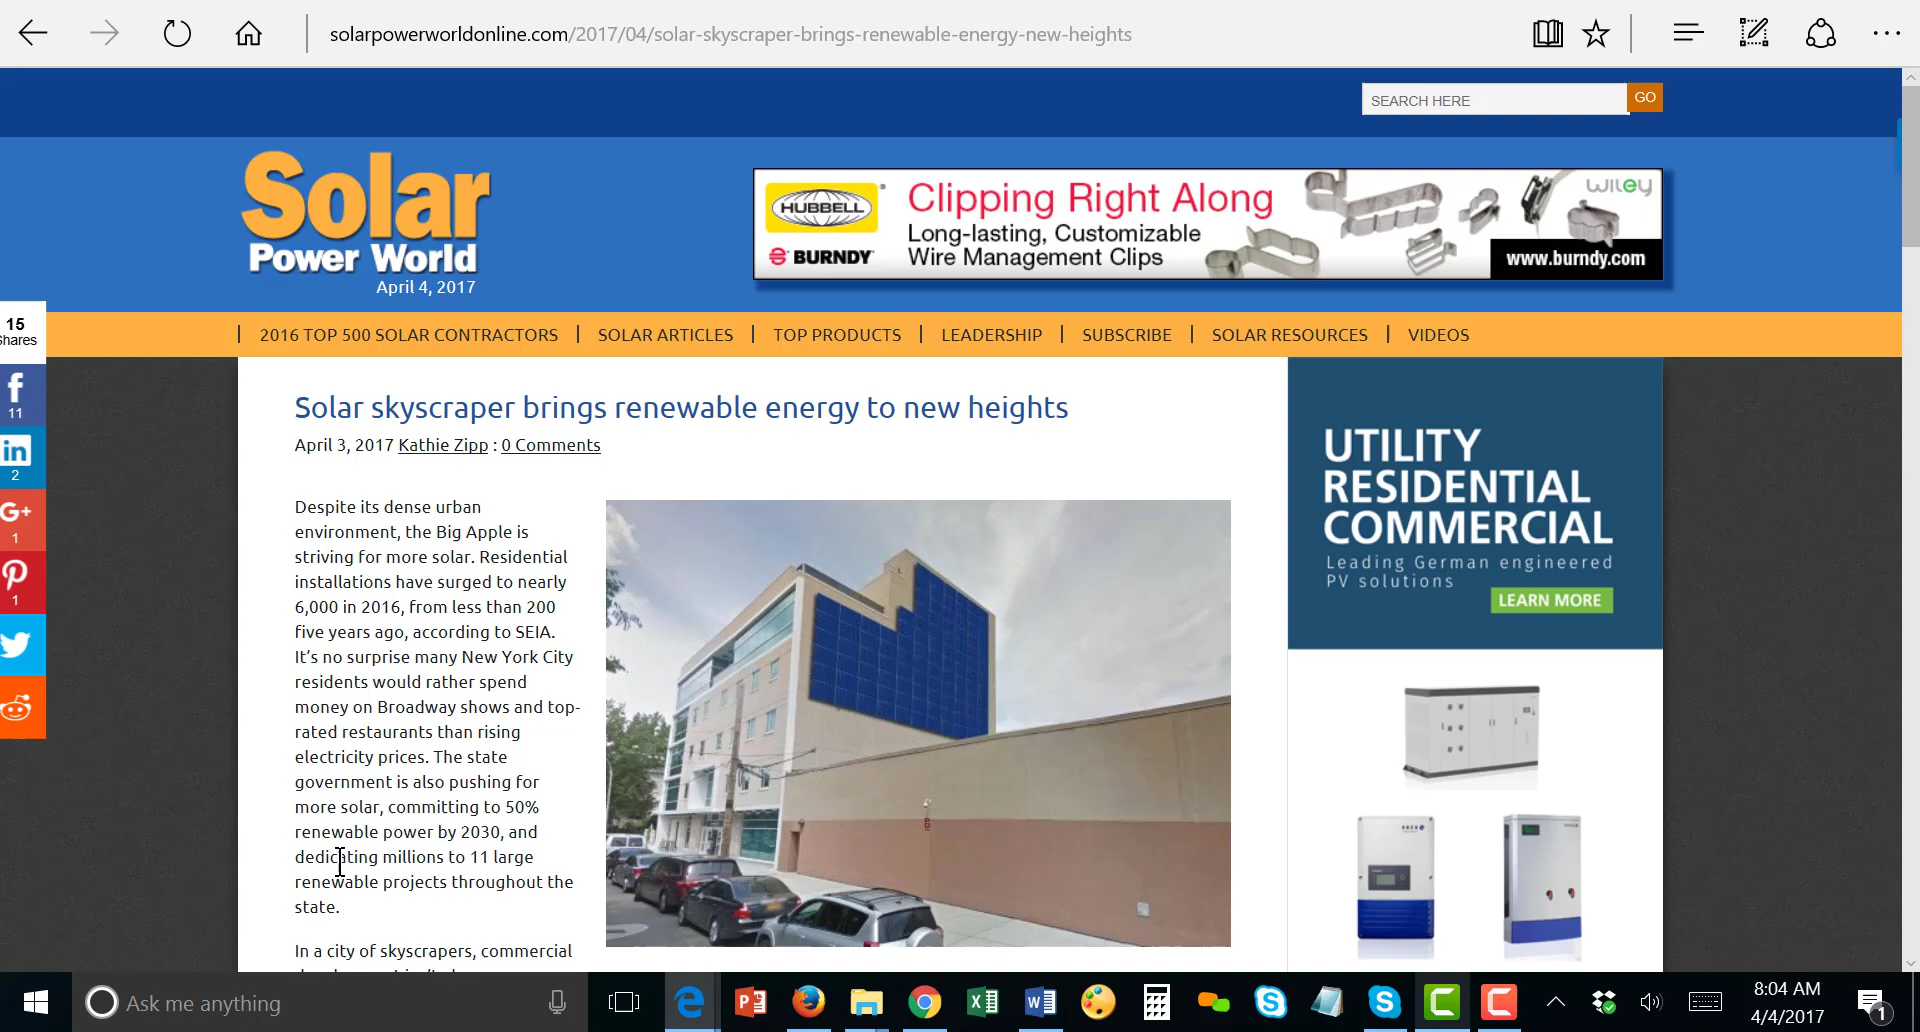 solarpowerworldonline.com/2017/04/solar-skyscraper-brings-renewable-energy-new-heights
SEARCH HERE
GO
Solar
Power World
April 4, 2017
HUBBELL
BURNDY
Clipping Right Along
Long-lasting, Customizable
Wire Management Clips
wiley
www.burndy.com
15
Shares
2016 TOP 500 SOLAR CONTRACTORS
SOLAR ARTICLES
TOP PRODUCTS
LEADERSHIP
SUBSCRIBE
SOLAR RESOURCES
VIDEOS
f
11
in
2
G+
1
1
Solar skyscraper brings renewable energy to new heights
April 3, 2017 Kathie Zipp : 0 Comments
Despite its dense urban
environment, the Big Apple is
striving for more solar. Residential
installations have surged to nearly
6,000 in 2016, from less than 200
five years ago, according to SEIA.
It's no surprise many New York City
residents would rather spend
money on Broadway shows and top-
rated restaurants than rising
electricity prices. The state
government is also pushing for
more solar, committing to 50%
renewable power by 2030, and
dedicating millions to 11 large
renewable projects throughout the
state.
In a city of skyscrapers, commercial
UTILITY
RESIDENTIAL
COMMERCIAL
Leading German engineered
PV solutions
LEARN MORE
Ask me anything
8:04 AM
4/4/2017
1